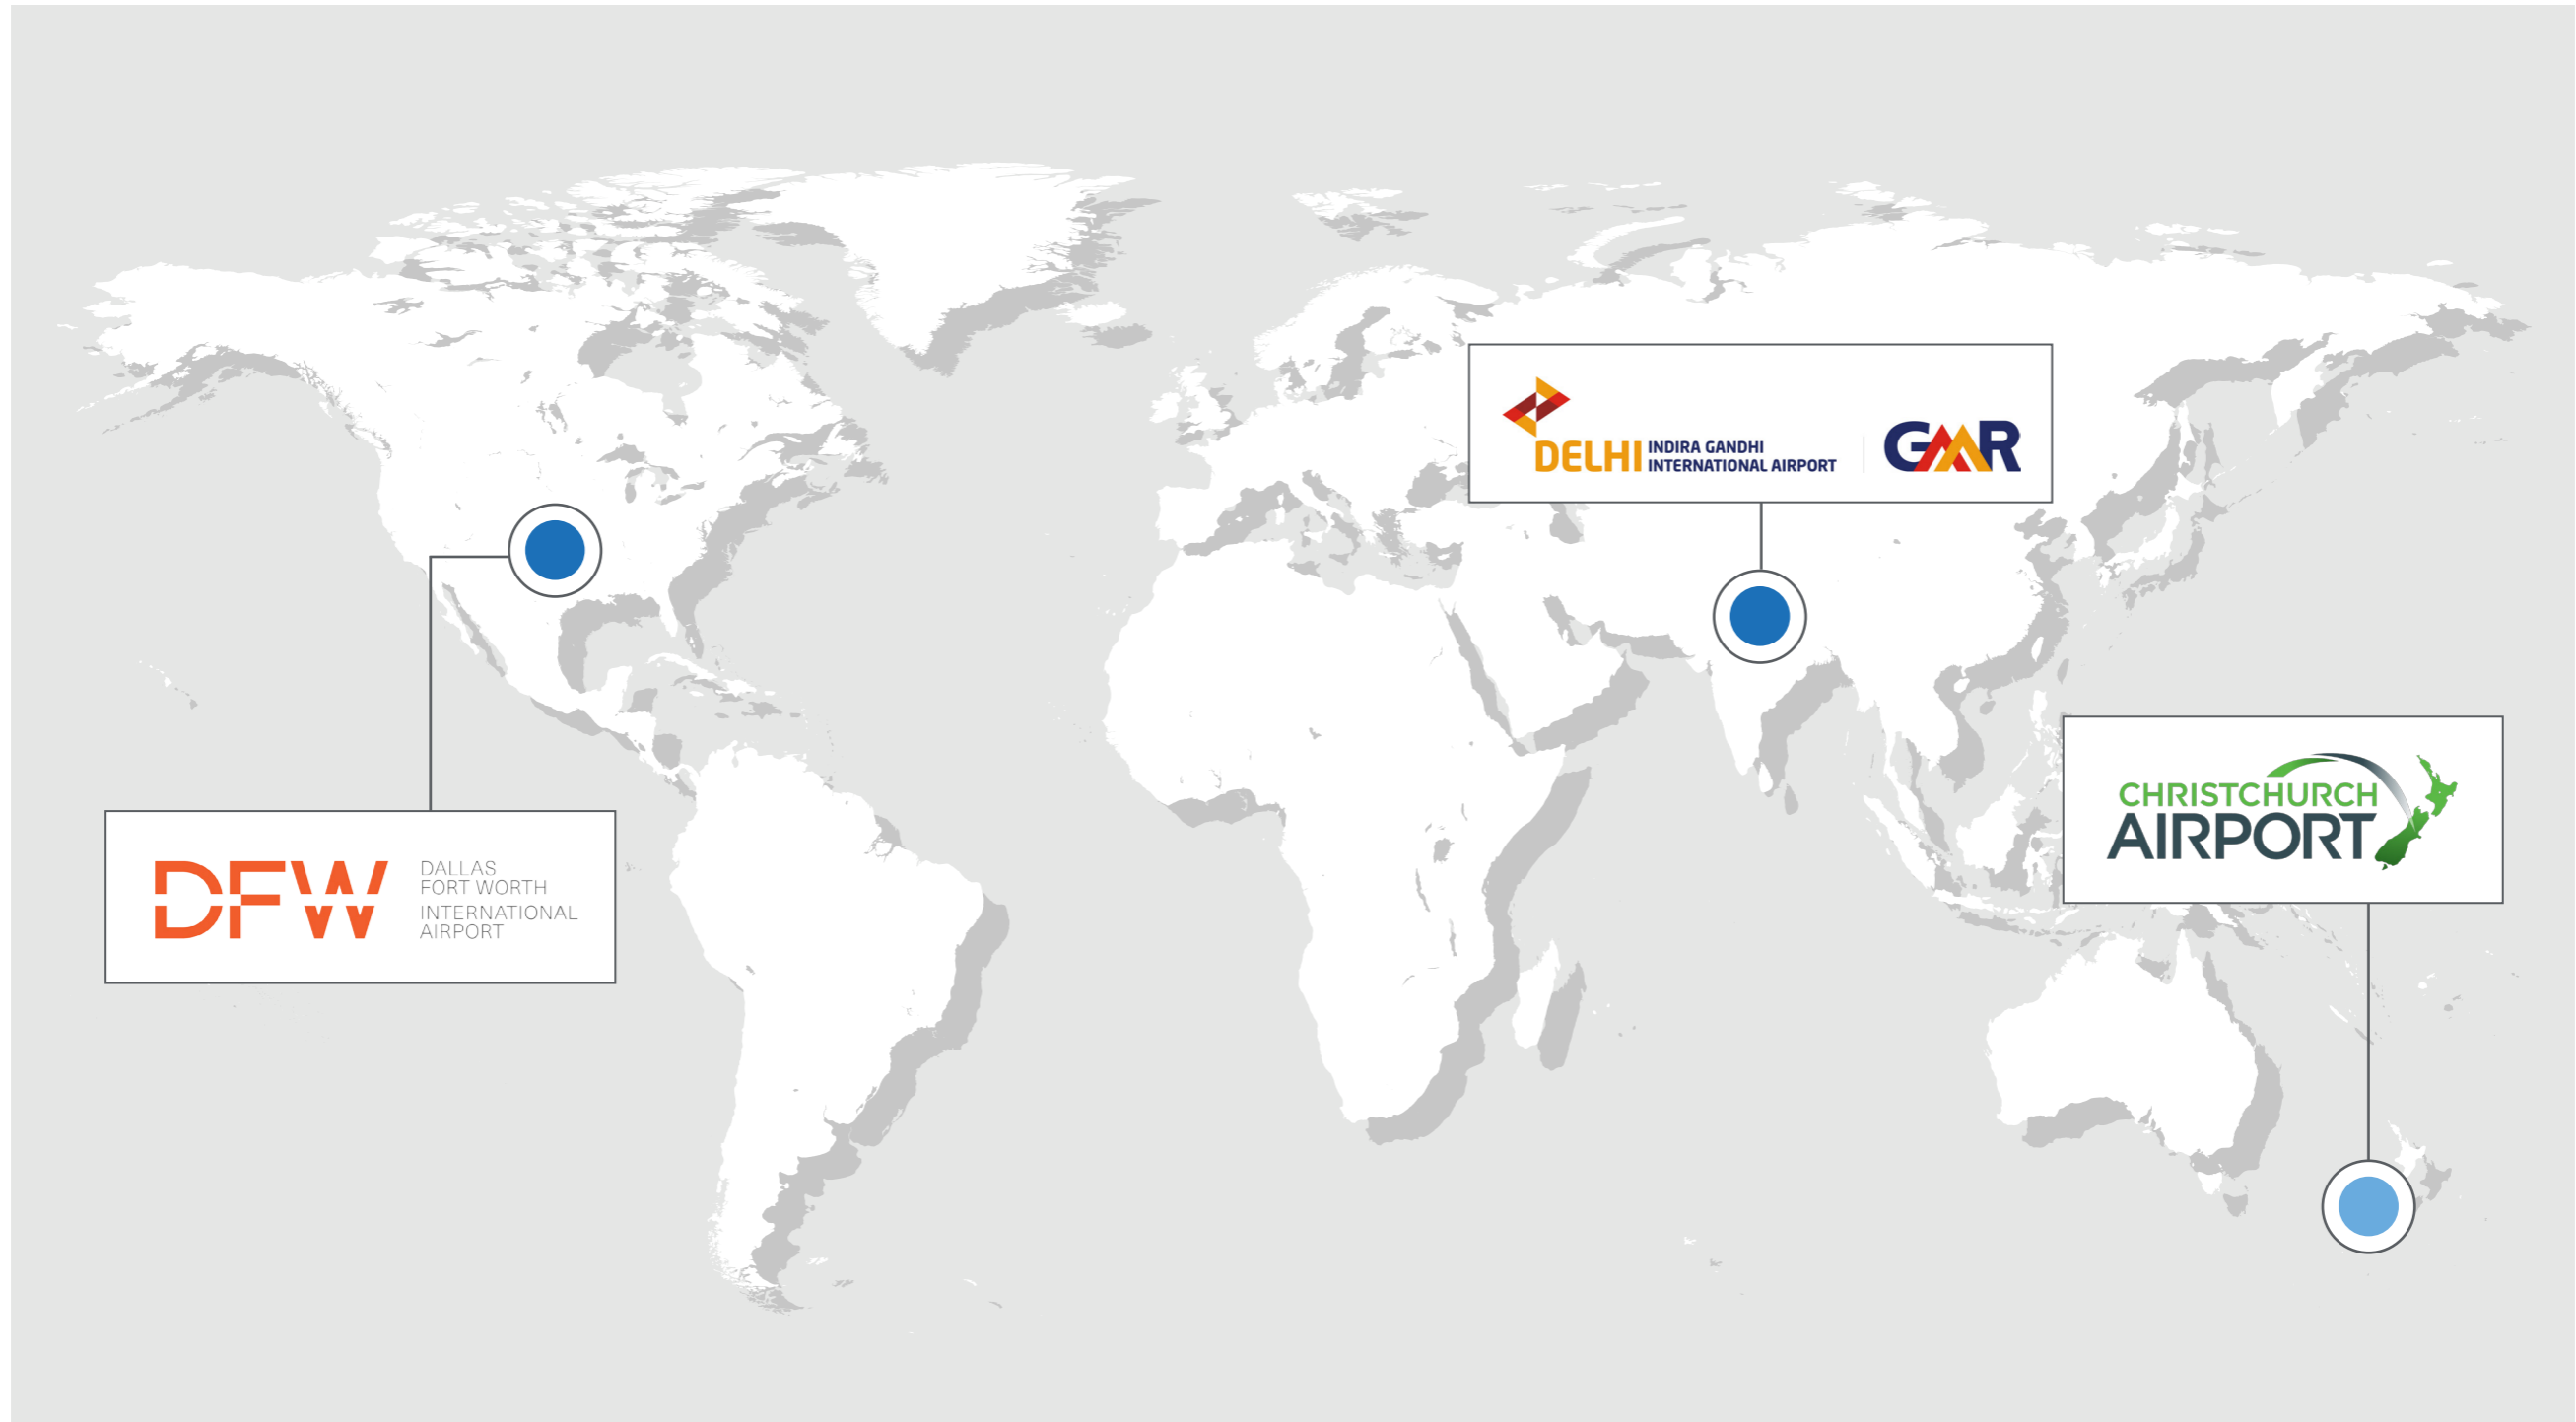 DELHI INDIRA GANDHI
INTERNATIONAL AIRPORT
GMR
CHRISTCHURCH
AIRPORT
DFW
DALLAS
FORT WORTH
INTERNATIONAL
AIRPORT